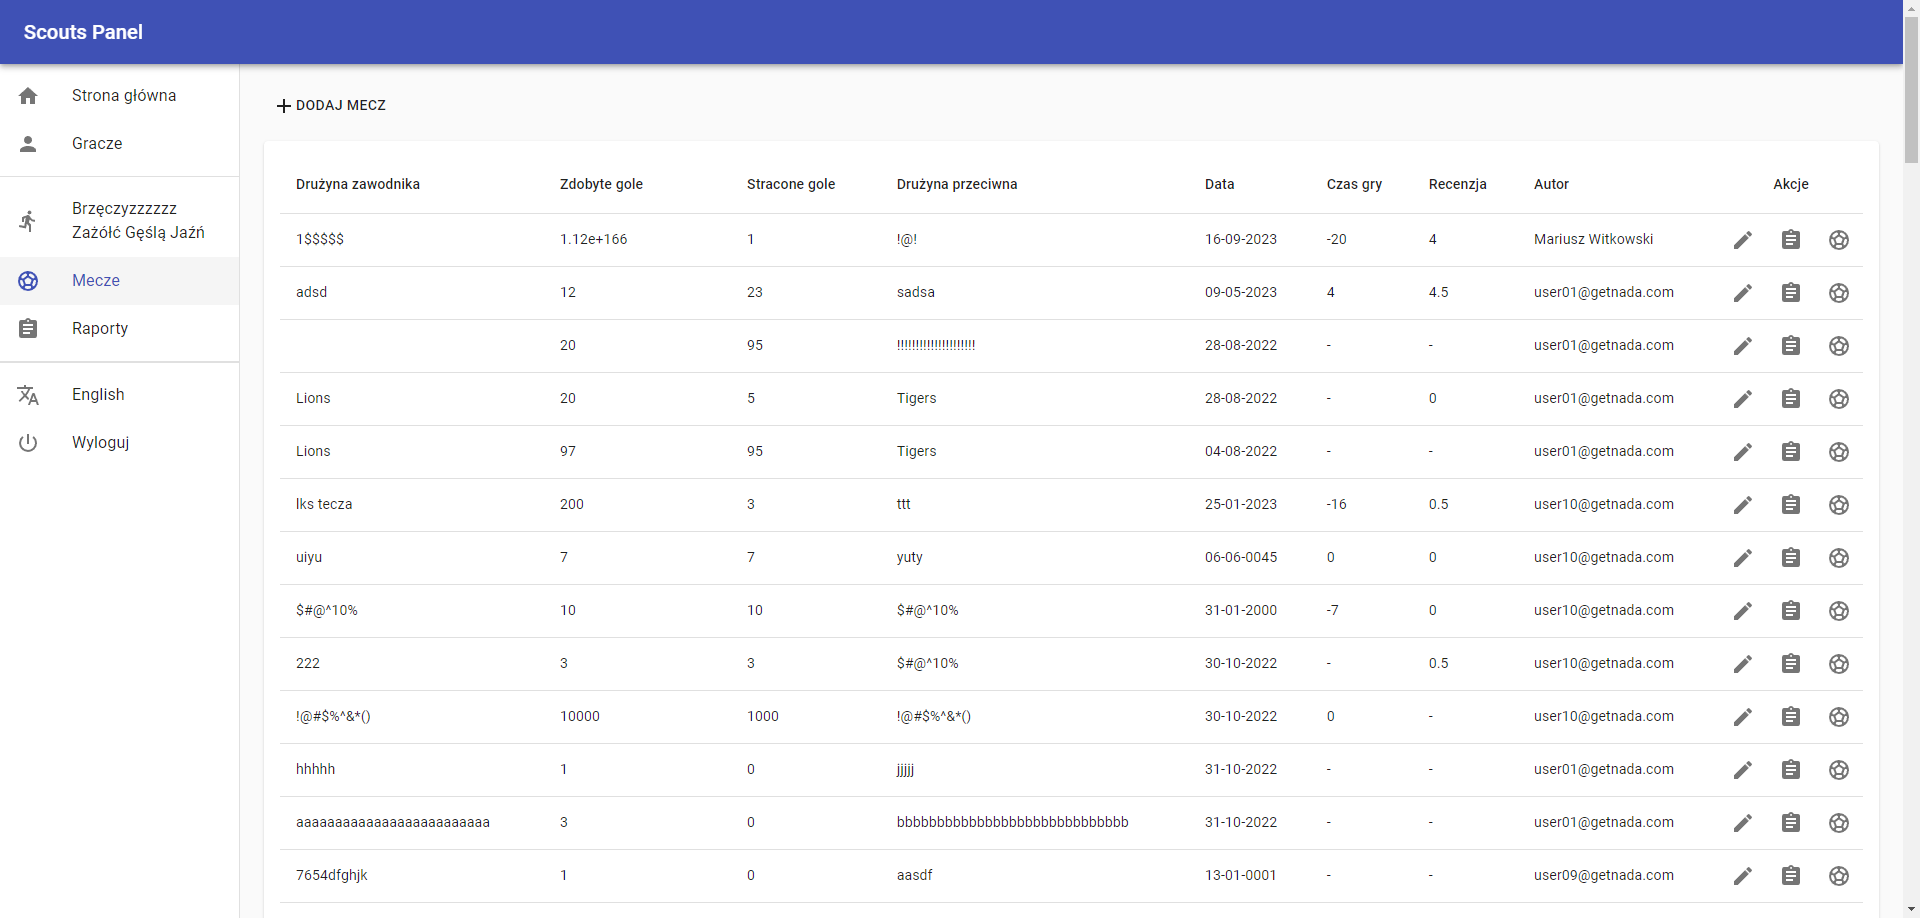 Scouts Panel
Strona główna
Gracze
Brzęczyzzzzzz
Zażółć Gęślą Jaźń
Mecze
Raporty
English
Wyloguj
DODAJ MECZ
Drużyna zawodnika Zdobyte gole Stracone gole Drużyna przeciwna Data Czas gry Recenzja Autor Akcje
1$$$$$ 1.12e+166 1 !@! 16-09-2023 -20 4 Mariusz Witkowski
adsd 12 23 sadsa 09-05-2023 4 4.5 user01@getnada.com
20 95 !!!!!!!!!!!!!!!!!!!!! 28-08-2022 - - user01@getnada.com
Lions 20 5 Tigers 28-08-2022 - 0 user01@getnada.com
Lions 97 95 Tigers 04-08-2022 - - user01@getnada.com
lks tecza 200 3 ttt 25-01-2023 -16 0.5 user10@getnada.com
uiyu 7 7 yuty 06-06-0045 0 0 user10@getnada.com
$#@^10% 10 10 $#@^10% 31-01-2000 -7 0 user10@getnada.com
222 3 3 $#@^10% 30-10-2022 - 0.5 user10@getnada.com
!@#$%^&*() 10000 1000 !@#$%^&*() 30-10-2022 0 - user10@getnada.com
hhhhh 1 0 jjjjj 31-10-2022 - - user01@getnada.com
aaaaaaaaaaaaaaaaaaaaaaaaa 3 0 bbbbbbbbbbbbbbbbbbbbbbbbbbbbb 31-10-2022 - - user01@getnada.com
7654dfghjk 1 0 aasdf 13-01-0001 - - user09@getnada.com